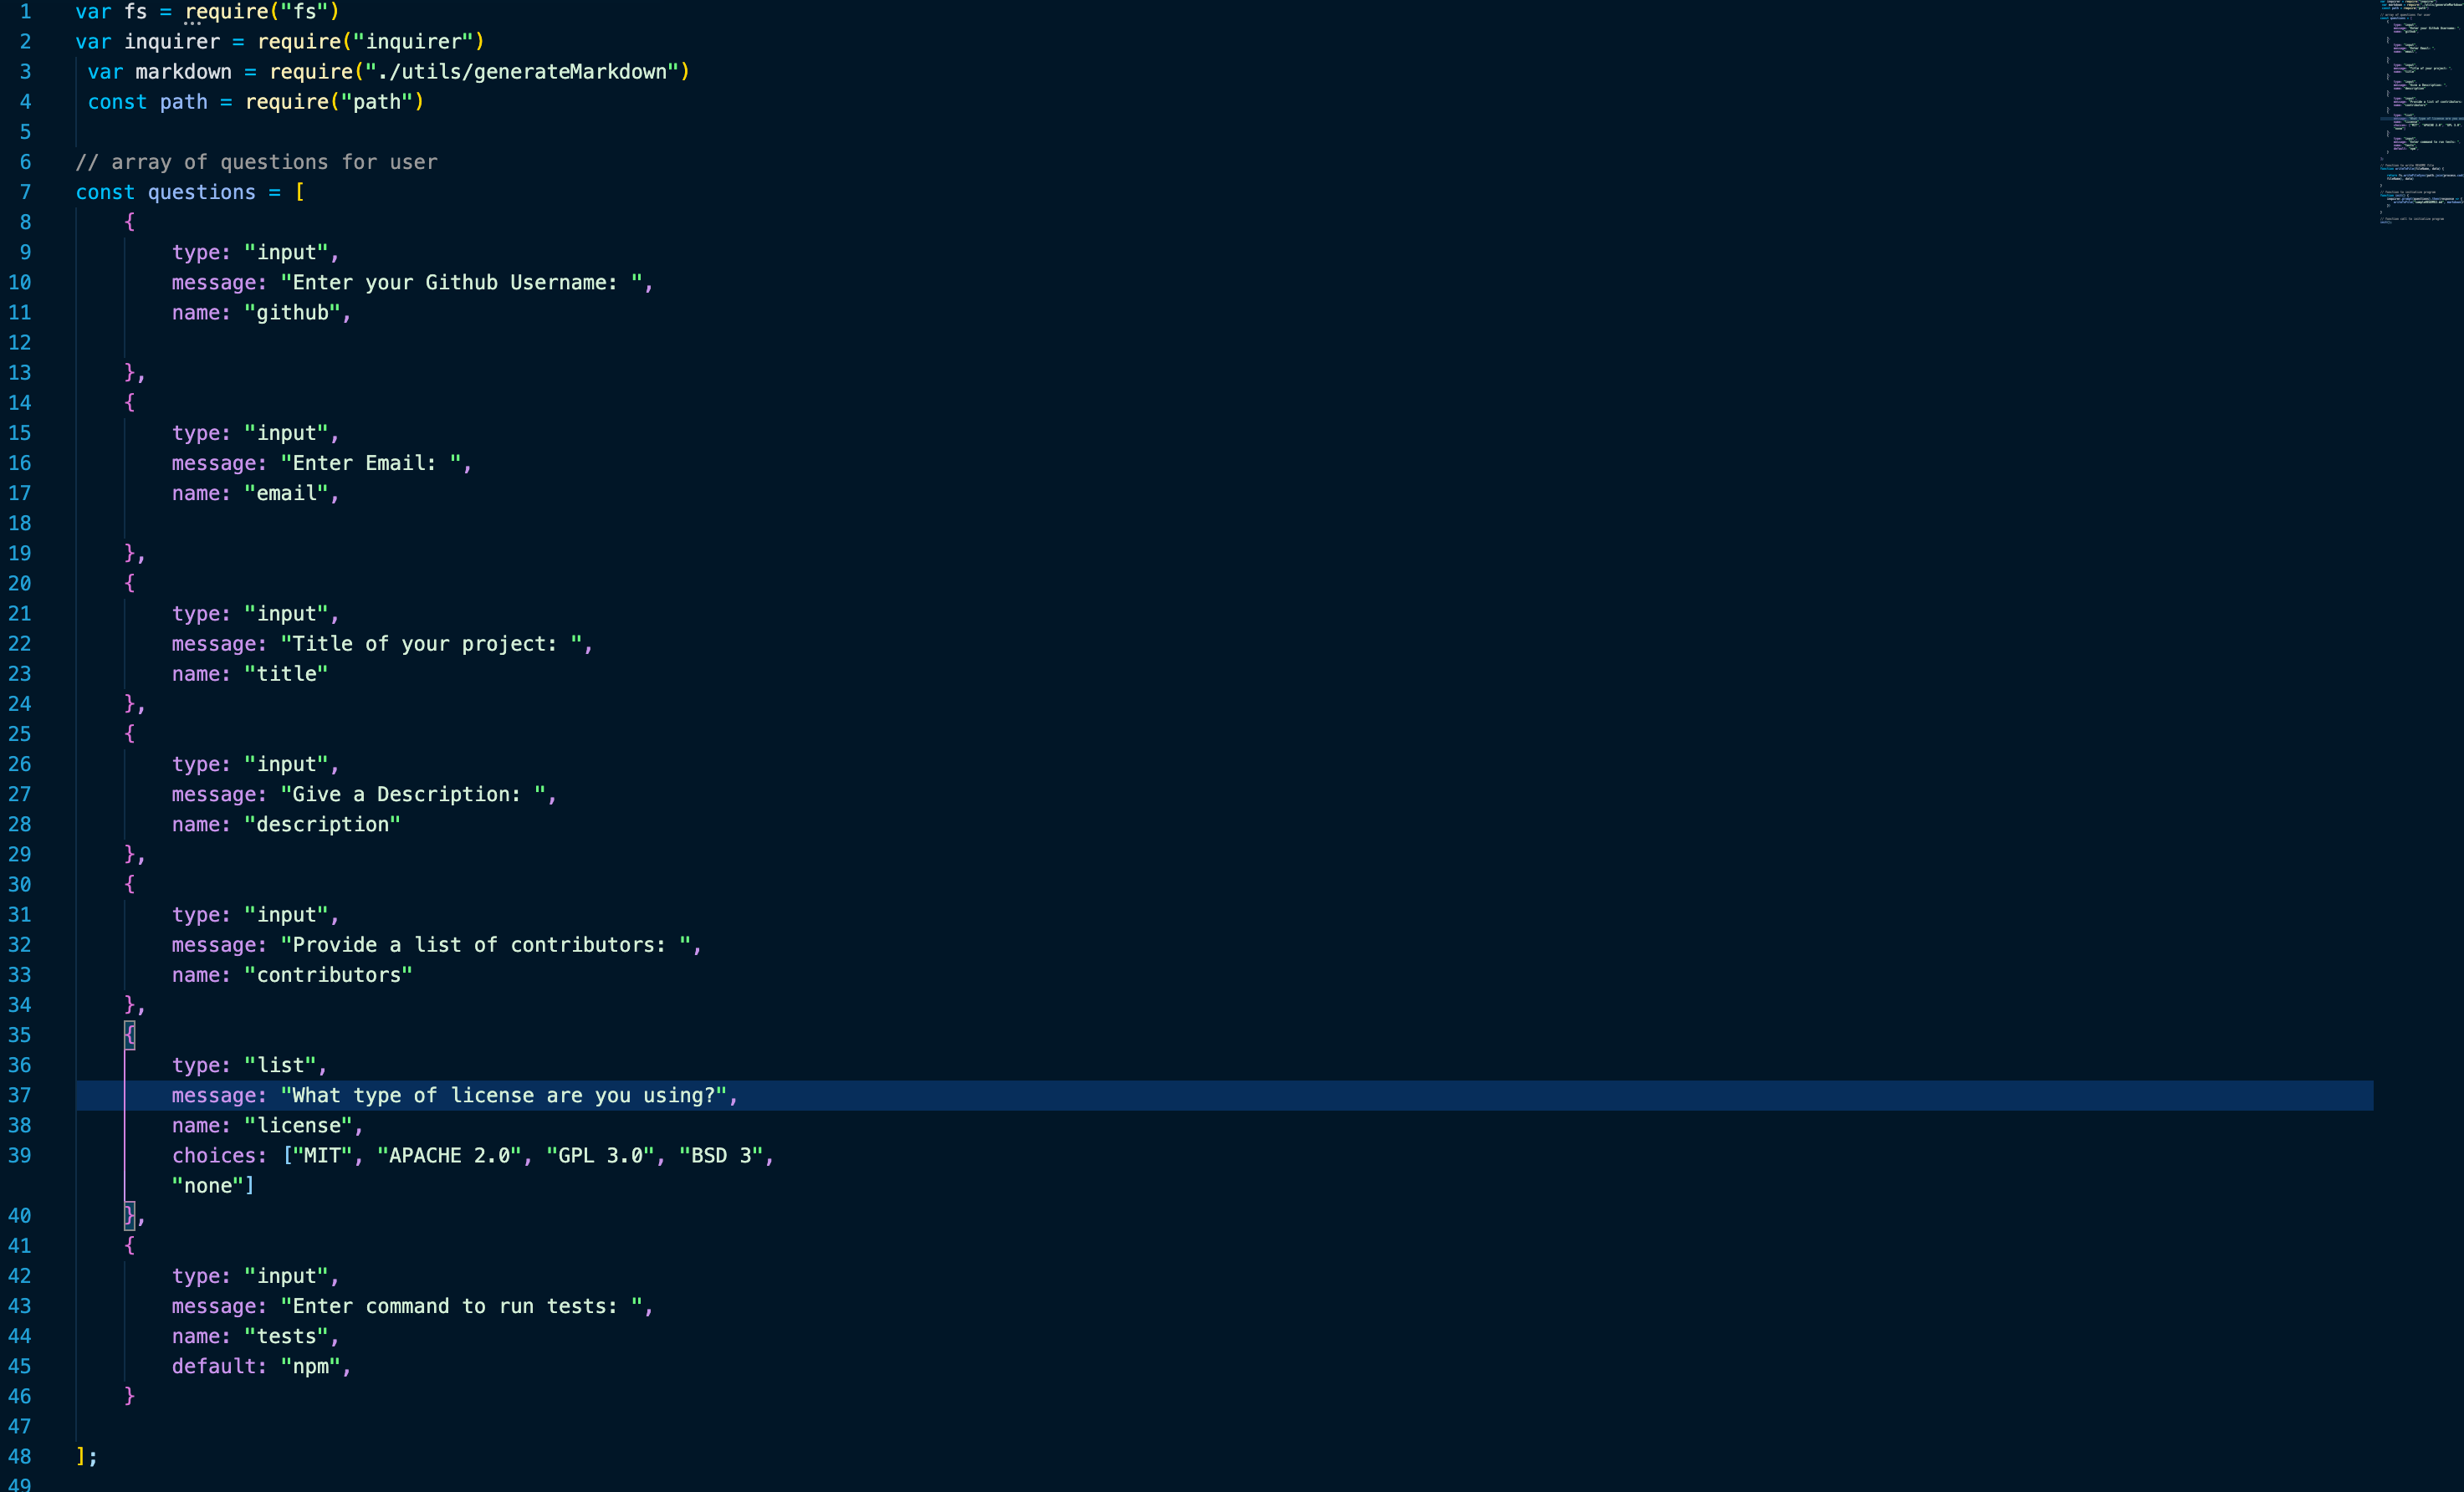 1 var fs = require("fs")
2 var inquirer = require("inquirer")
3 var markdown = require("./utils/generateMarkdown")
4 const path = require("path")
5
6 // array of questions for user
7 const questions = [
8 {
9 type: "input",
10 message: "Enter your Github Username: ",
11 name: "github",
12
13 },
14 {
15 type: "input",
16 message: "Enter Email: ",
17 name: "email",
18
19 },
20 {
21 type: "input",
22 message: "Title of your project: ",
23 name: "title"
24 },
25 {
26 type: "input",
27 message: "Give a Description: ",
28 name: "description"
29 },
30 {
31 type: "input",
32 message: "Provide a list of contributors: ",
33 name: "contributors"
34 },
35 {
36 type: "list",
37 message: "What type of license are you using?",
38 name: "license",
39 choices: ["MIT", "APACHE 2.0", "GPL 3.0", "BSD 3",
"none"]
40 },
41 {
42 type: "input",
43 message: "Enter command to run tests: ",
44 name: "tests",
45 default: "npm",
46 }
47
48 ];
49